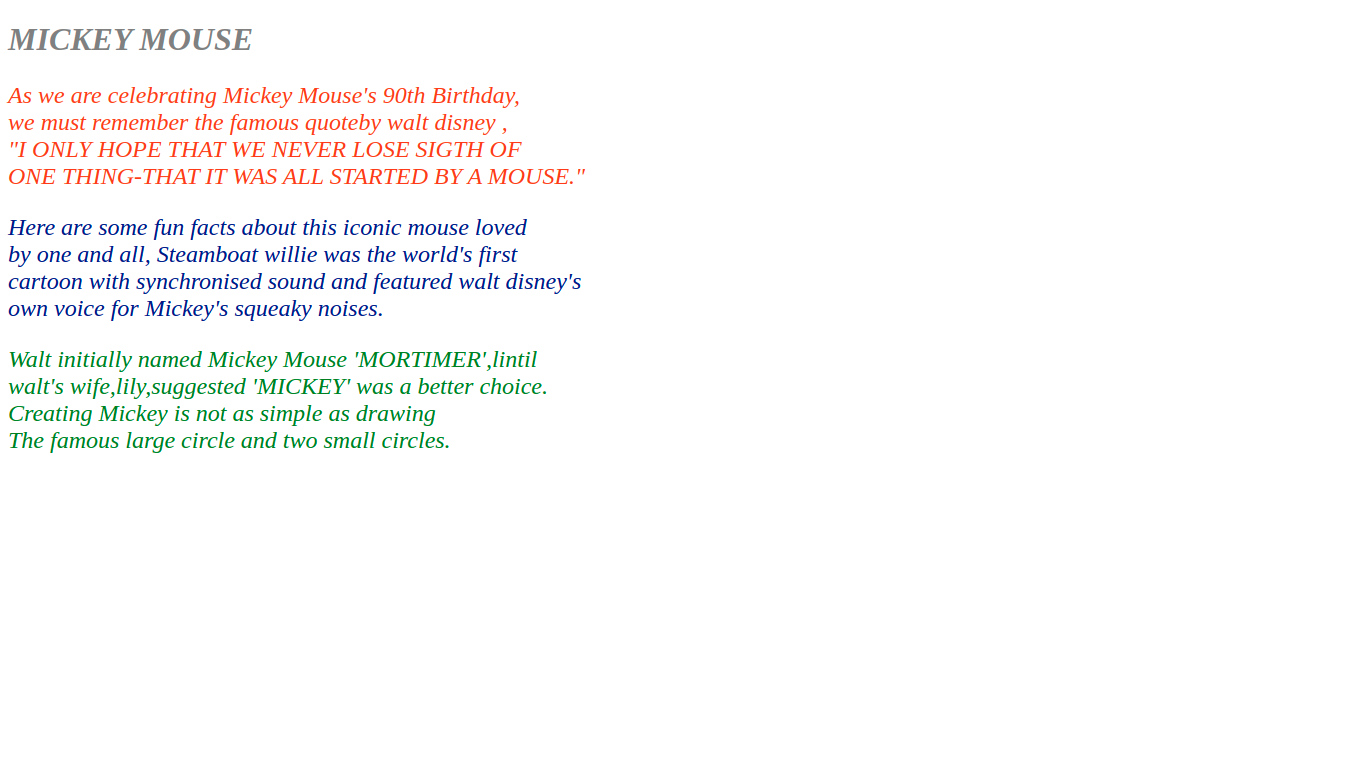 MICKEY MOUSE
As we are celebrating Mickey Mouse's 90th Birthday,
we must remember the famous quoteby walt disney ,
"I ONLY HOPE THAT WE NEVER LOSE SIGTH OF
ONE THING-THAT IT WAS ALL STARTED BY A MOUSE."
Here are some fun facts about this iconic mouse loved
by one and all, Steamboat willie was the world's first
cartoon with synchronised sound and featured walt disney's
own voice for Mickey's squeaky noises.
Walt initially named Mickey Mouse 'MORTIMER',lintil
walt's wife,lily,suggested 'MICKEY' was a better choice.
Creating Mickey is not as simple as drawing
The famous large circle and two small circles.